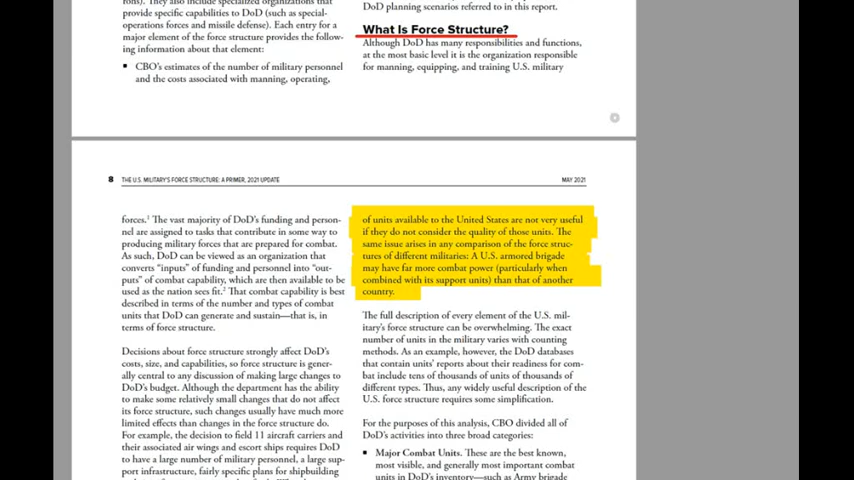 rons). They also include specialized organizations that
provide specific capabilities to DoD (such as special-
operations forces and missile defense). Each entry for a
major element of the force structure provides the follow-
ing information about that element:
▪ CBO's estimates of the number of military personnel
and the costs associated with manning, operating,
DoD planning scenarios referred to in this report.
What Is Force Structure?
Although DoD has many responsibilities and functions,
at the most basic level it is the organization responsible
for manning, equipping, and training U.S. military
8 THE U.S. MILITARY'S FORCE STRUCTURE: A PRIMER, 2021 UPDATE MAY 2021
forces.1 The vast majority of DoD's funding and person-
nel are assigned to tasks that contribute in some way to
producing military forces that are prepared for combat.
As such, DoD can be viewed as an organization that
converts “inputs” of funding and personnel into “out-
puts” of combat capability, which are then available to be
used as the nation sees fit.2 That combat capability is best
described in terms of the number and types of combat
units that DoD can generate and sustain—that is, in
terms of force structure.
Decisions about force structure strongly affect DoD's
costs, size, and capabilities, so force structure is gener-
ally central to any discussion of making large changes to
DoD's budget. Although the department has the ability
to make some relatively small changes that do not affect
its force structure, such changes usually have much more
limited effects than changes in the force structure do.
For example, the decision to field 11 aircraft carriers and
their associated air wings and escort ships requires DoD
to have a large number of military personnel, a large sup-
port infrastructure, fairly specific plans for shipbuilding
of units available to the United States are not very useful
if they do not consider the quality of those units. The
same issue arises in any comparison of the force struc-
tures of different militaries: A U.S. armored brigade
may have far more combat power (particularly when
combined with its support units) than that of another
country.
The full description of every element of the U.S. mil-
itary's force structure can be overwhelming. The exact
number of units in the military varies with counting
methods. As an example, however, the DoD databases
that contain units' reports about their readiness for com-
bat include tens of thousands of units of thousands of
different types. Thus, any widely useful description of the
U.S. force structure requires some simplification.
For the purposes of this analysis, CBO divided all of
DoD's activities into three broad categories:
▪ Major Combat Units. These are the best known,
most visible, and generally most important combat
units in DoD's inventory—such as Army brigade